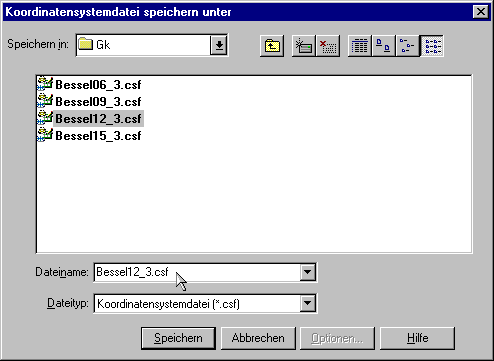 Koordinatensystemdatei speichern unter
Speichern in: Gk
Bessel06_3.csf
Bessel09_3.csf
Bessel12_3.csf
Bessel15_3.csf
Dateiname: Bessel12_3.csf
Dateityp: Koordinatensystemdatei (*.csf)
Speichern Abbrechen Optionen... Hilfe